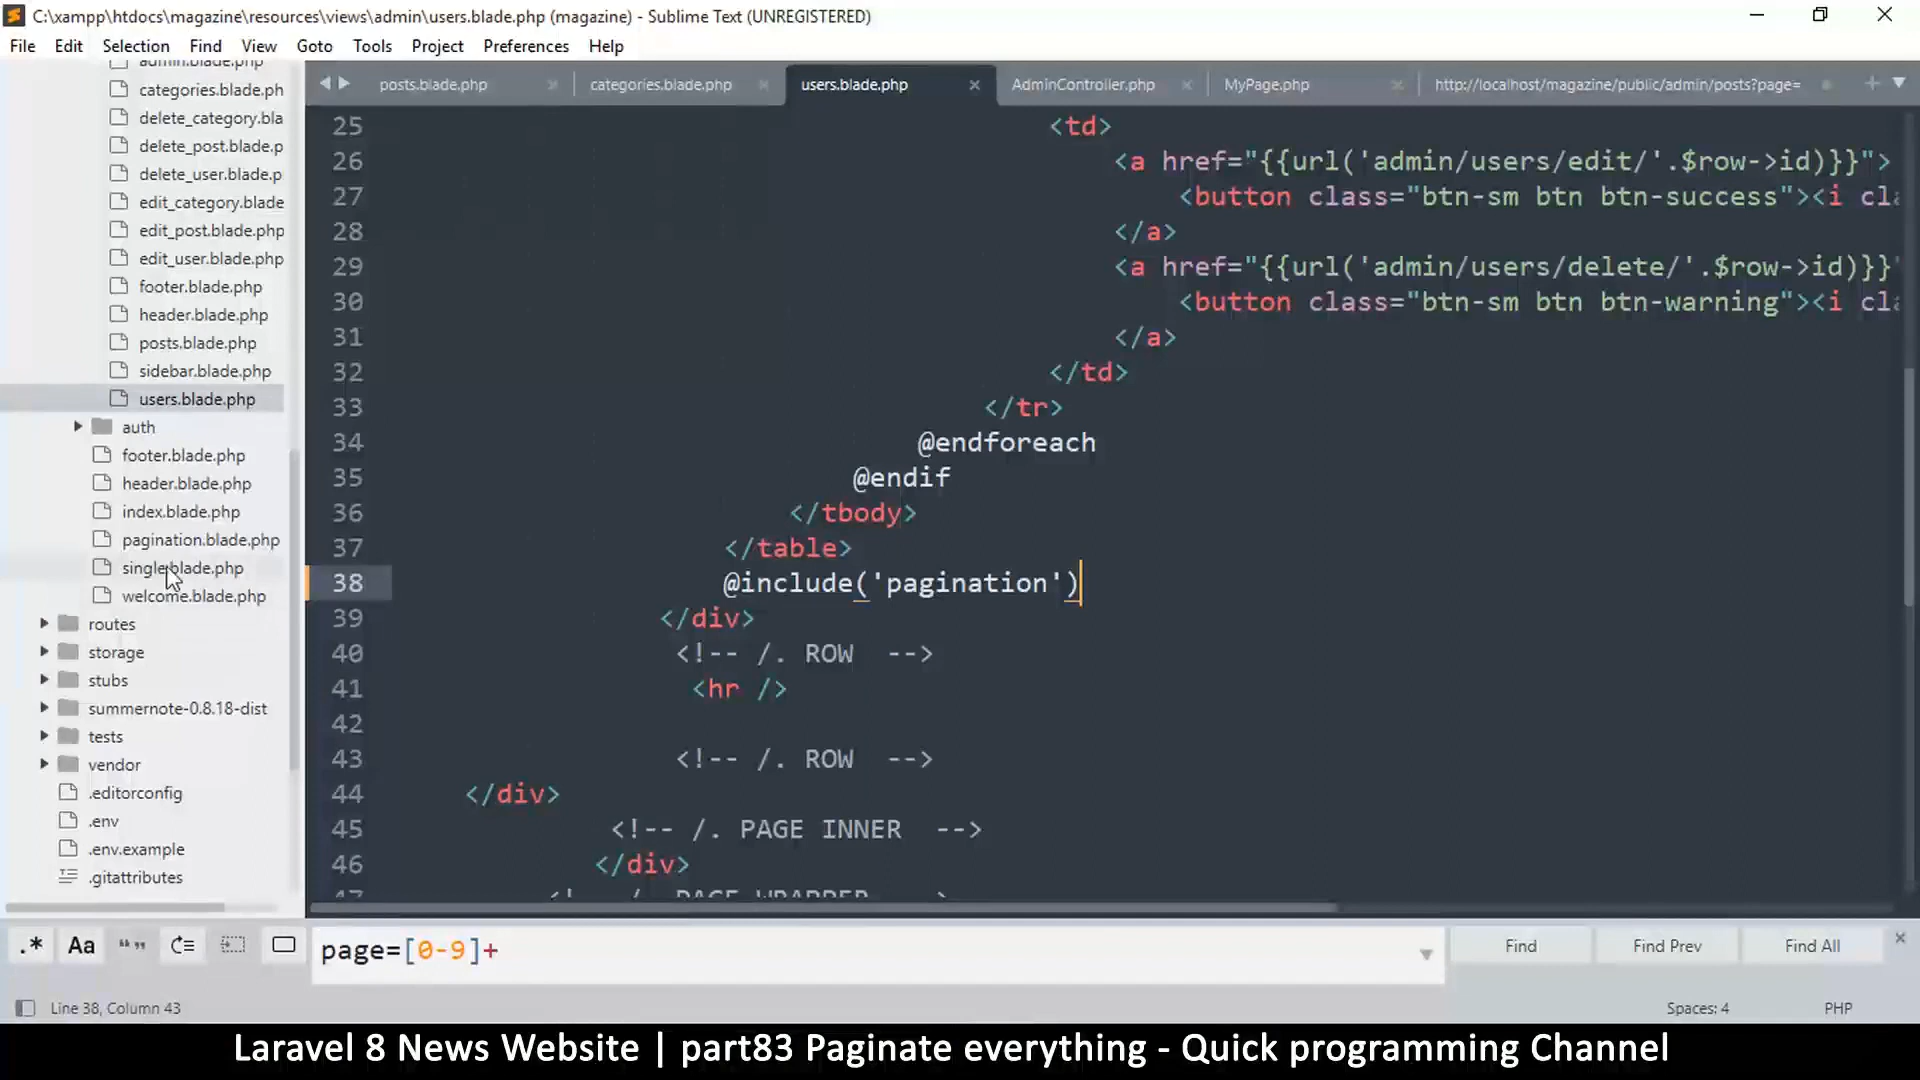 C:\xampp\htdocs\magazine\resources\views\admin\users.blade.php (magazine) - Sublime Text (UNREGISTERED)
File Edit Selection Find View Goto Tools Project Preferences Help
admin.blade.php
categories.blade.ph
delete_category.bla
delete_post.blade.p
delete_user.blade.p
edit_category.blade
edit_post.blade.php
edit_user.blade.php
footer.blade.php
header.blade.php
posts.blade.php
sidebar.blade.php
users.blade.php
auth
footer.blade.php
header.blade.php
index.blade.php
pagination.blade.php
single.blade.php
welcome.blade.php
routes
storage
stubs
summernote-0.8.18-dist
tests
vendor
.editorconfig
.env
.env.example
.gitattributes
posts.blade.php categories.blade.php users.blade.php AdminController.php MyPage.php http://localhost/magazine/public/admin/posts?page=
25 <td>
26 <a href="{{url('admin/users/edit/'.$row->id)}}">
27 <button class="btn-sm btn btn-success"><i cla
28 </a>
29 <a href="{{url('admin/users/delete/'.$row->id)}}"
30 <button class="btn-sm btn btn-warning"><i cla
31 </a>
32 </td>
33 </tr>
34 @endforeach
35 @endif
36 </tbody>
37 </table>
38 @include('pagination')
39 </div>
40 <!-- /. ROW  -->
41 <hr />
42
43 <!-- /. ROW  -->
44 </div>
45 <!-- /. PAGE INNER  -->
46 </div>
47 <!-- /. PAGE WRAPPER  -->
.* Aa “” page=[0-9]+ Find Find Prev Find All
Line 38, Column 43 Spaces: 4 PHP
Laravel 8 News Website | part83 Paginate everything - Quick programming Channel